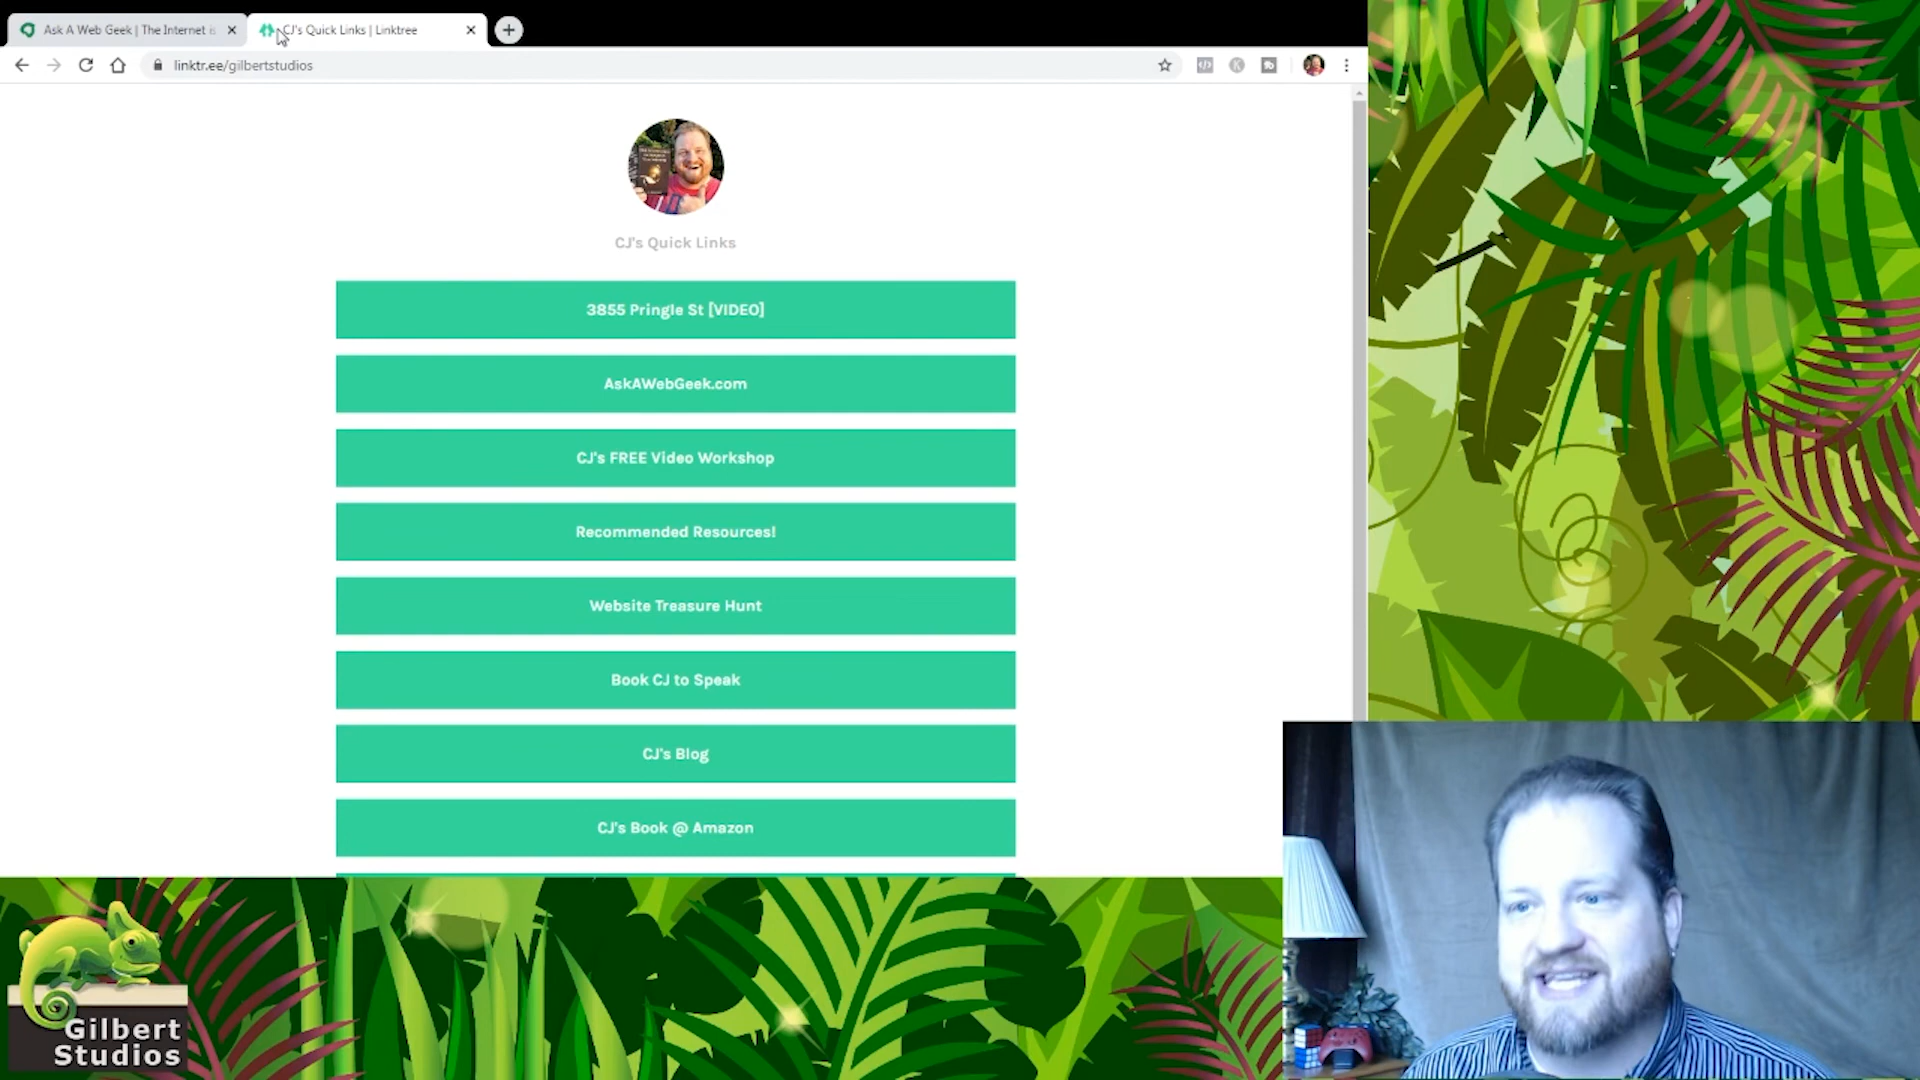 Ask A Web Geek | The Internet is
CJ's Quick Links | Linktree
linktr.ee/gilbertstudios
CJ's Quick Links
3855 Pringle St [VIDEO]
AskAWebGeek.com
CJ's FREE Video Workshop
Recommended Resources!
Website Treasure Hunt
Book CJ to Speak
CJ's Blog
CJ's Book @ Amazon
Gilbert
Studios